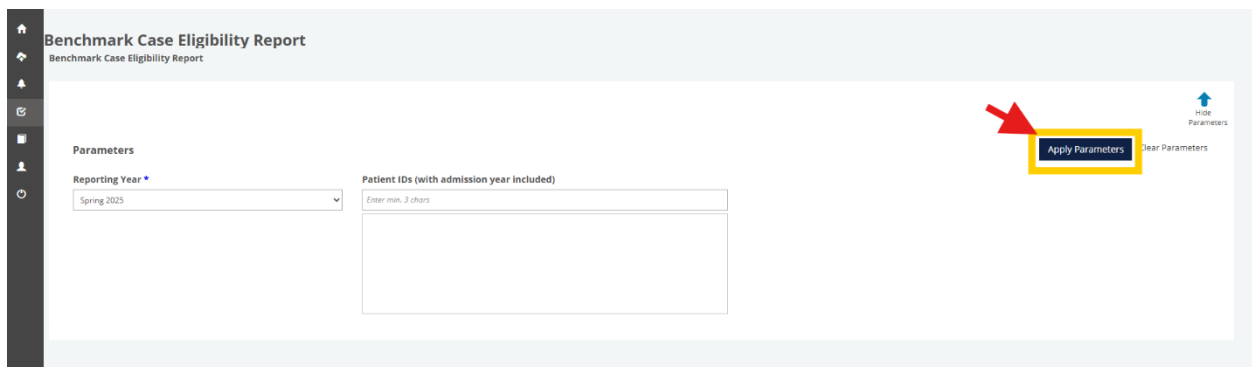 Benchmark Case Eligibility Report
Benchmark Case Eligibility Report
Hide
Parameters
Parameters
Apply Parameters
Clear Parameters
Reporting Year *
Patient IDs (with admission year included)
Spring 2025
Enter min. 3 chars